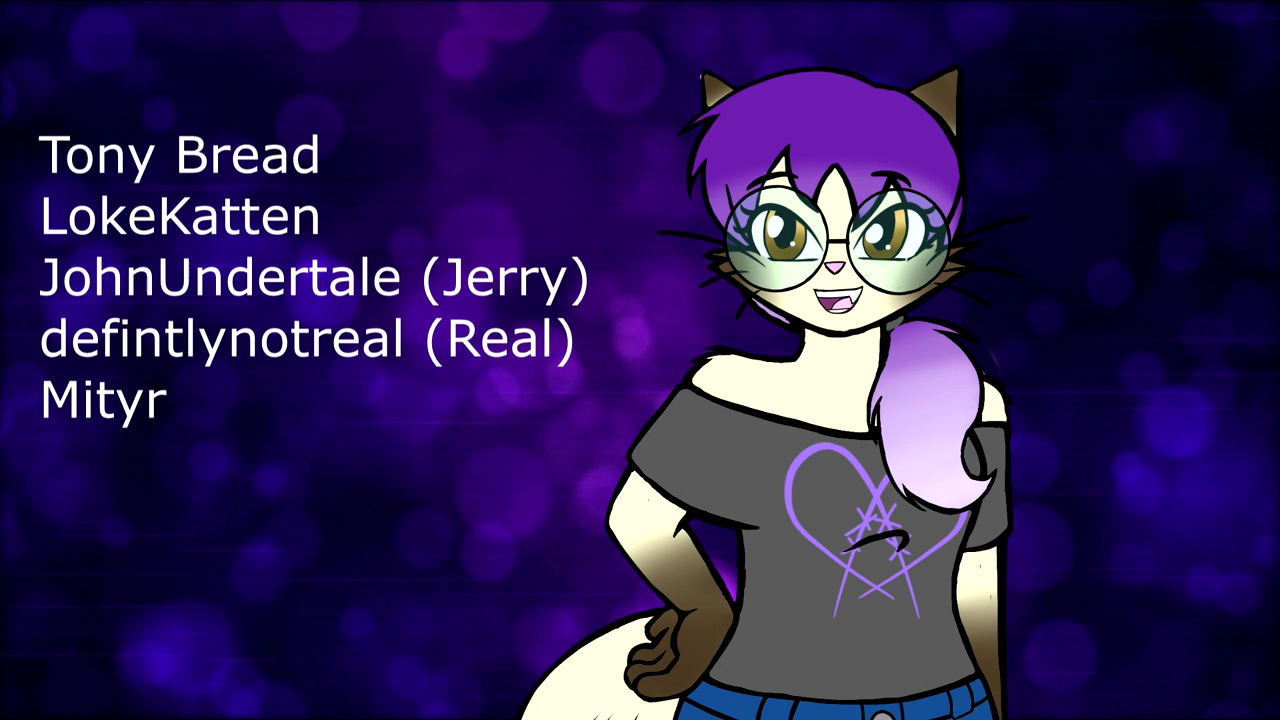 Tony Bread
LokeKatten
JohnUndertale (Jerry)
defintlynotreal (Real)
Mityr